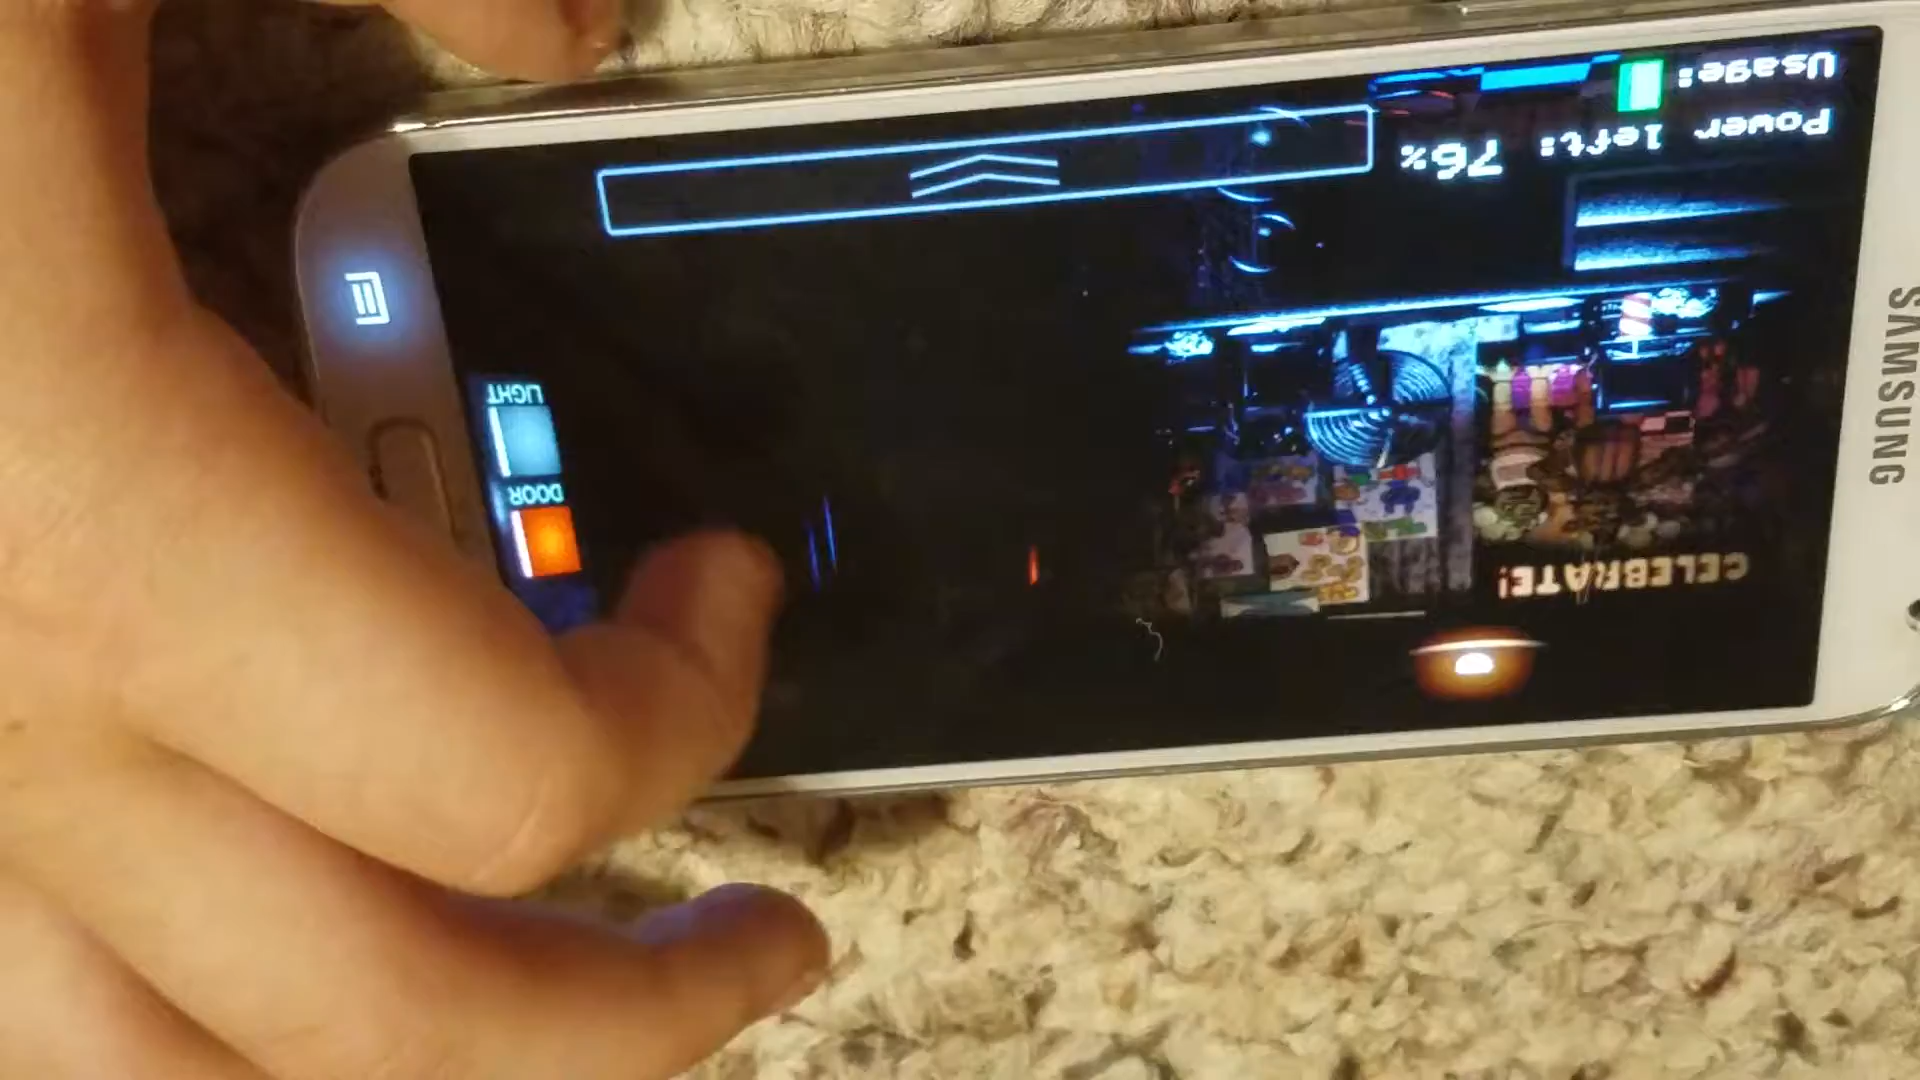 CELEBRATE!
DOOR
LIGHT
Power left: 76%
Usage:
SAMSUNG